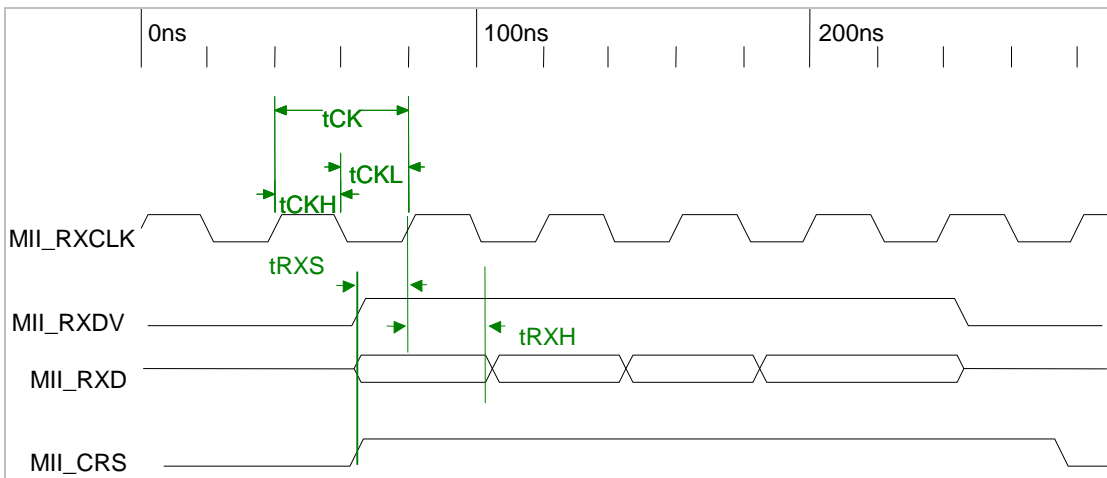 0ns 100ns 200ns
tCK
tCKL
tCKH
MII_RXCLK
tRXS
MII_RXDV
tRXH
MII_RXD
MII_CRS